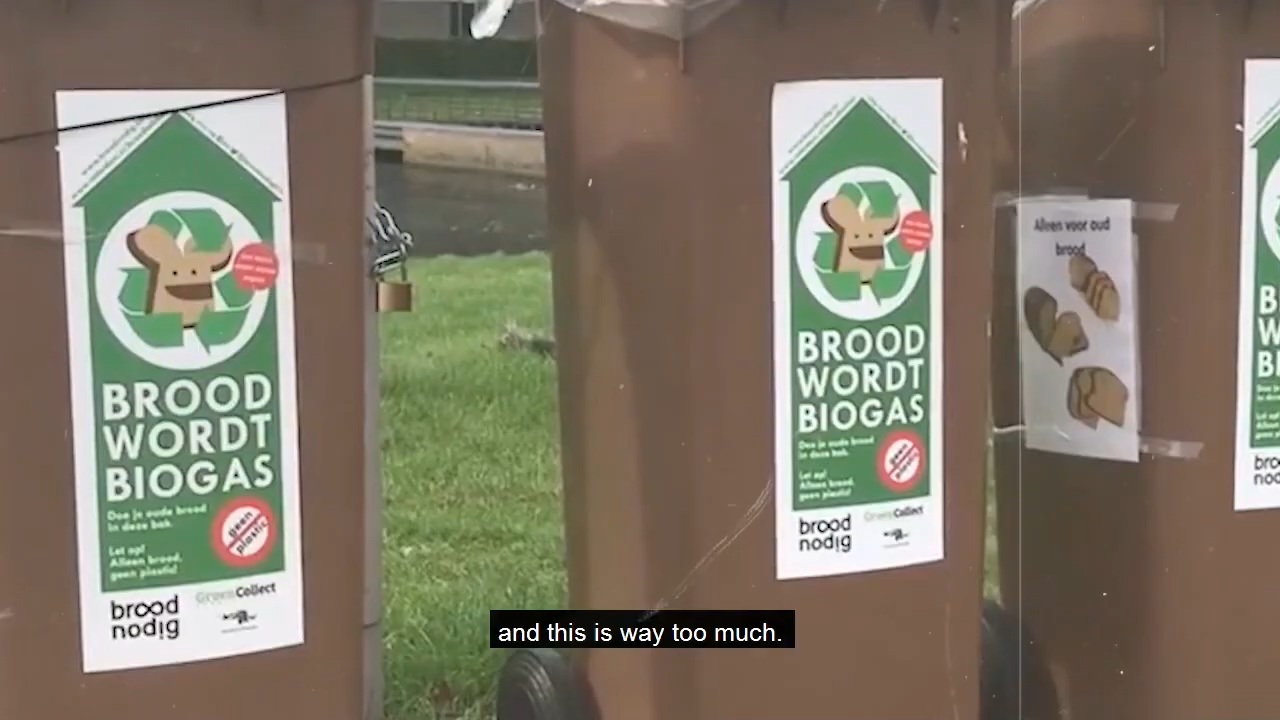 BROOD
WORDT
BIOGAS
Doe je oude brood
in deze bak.
Let op!
Alleen brood,
geen plastic!
geen
plastic
brood
nodig
GreenCollect
BROOD
WORDT
BIOGAS
Doe je oude brood
in deze bak.
Let op!
Alleen brood,
geen plastic!
geen
plastic
brood
nodig
GreenCollect
Alleen voor oud
brood
and this is way too much.